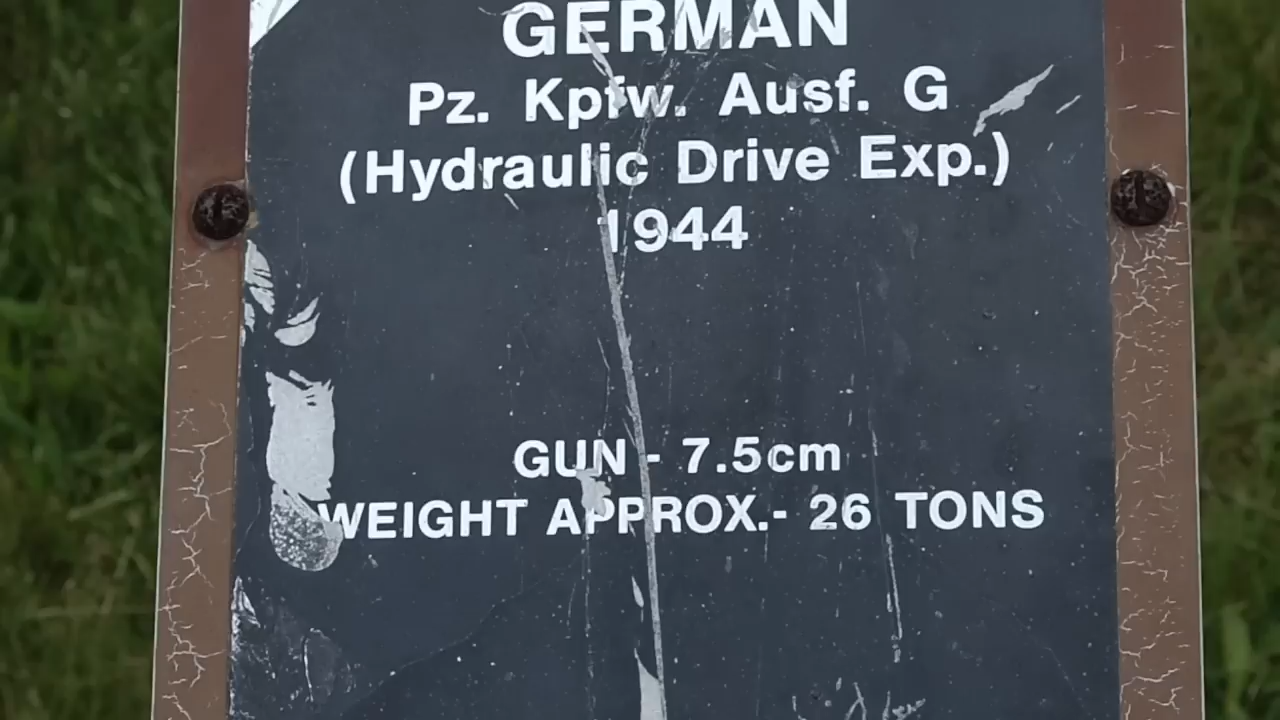 GERMAN
Pz. Kpfw. Ausf. G
(Hydraulic Drive Exp.)
1944
GUN - 7.5cm
WEIGHT APPROX.- 26 TONS